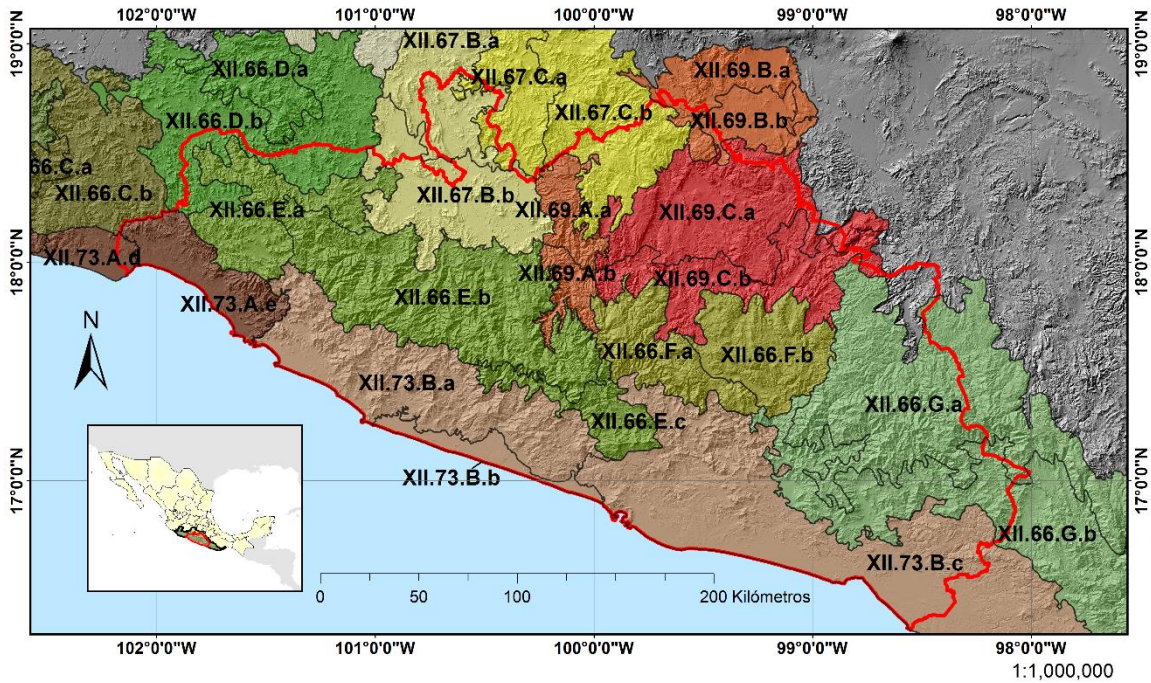 102°0'0"W 101°0'0"W 100°0'0"W 99°0'0"W 98°0'0"W
19°0'0"N
19°0'0"N
XII.67.B.a
XII.66.D.a
XII.67.C.a
XII.69.B.a
XII.66.D.b
XII.67.C.b
XII.69.B.b
66.C.a
XII.66.C.b
XII.67.B.b
XII.66.E.a
XII.69.A.a
XII.69.C.a
18°0'0"N
18°0'0"N
XII.73.A.d
XII.69.A.b
XII.69.C.b
XII.73.A.e
XII.66.E.b
N
XII.66.F.a
XII.66.F.b
XII.73.B.a
XII.66.G.a
XII.66.E.c
XII.73.B.b
17°0'0"N
17°0'0"N
XII.66.G.b
XII.73.B.c
0 50 100 200 Kilómetros
102°0'0"W 101°0'0"W 100°0'0"W 99°0'0"W 98°0'0"W
1:1,000,000